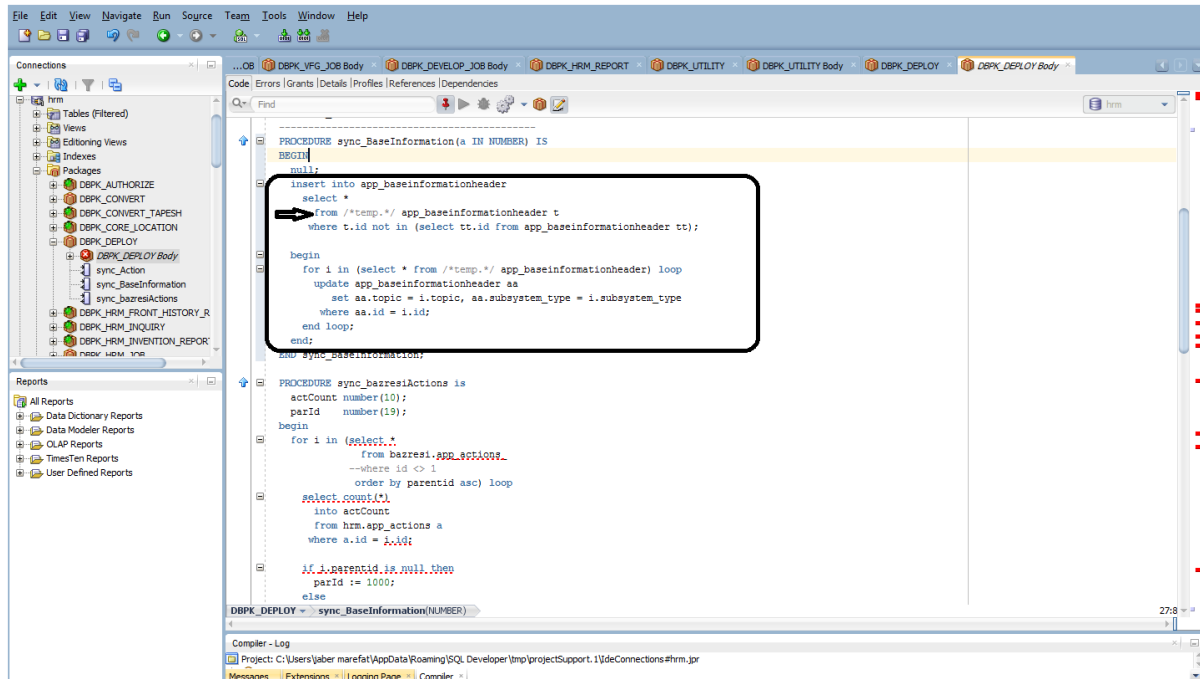 File Edit View Navigate Run Source Team Tools Window Help
Connections
hrm
Tables (Filtered)
Views
Editioning Views
Indexes
Packages
DBPK_AUTHORIZE
DBPK_CONVERT
DBPK_CONVERT_TAPESH
DBPK_CORE_LOCATION
DBPK_DEPLOY
DBPK_DEPLOY Body
sync_Action
sync_BaseInformation
sync_bazresiActions
DBPK_HRM_FRONT_HISTORY_R
DBPK_HRM_INQUIRY
DBPK_HRM_INVENTION_REPOR
DBPK_HRM_JOB
Reports
All Reports
Data Dictionary Reports
Data Modeler Reports
OLAP Reports
TimesTen Reports
User Defined Reports
...OB DBPK_VFG_JOB Body DBPK_DEVELOP_JOB Body DBPK_HRM_REPORT DBPK_UTILITY DBPK_UTILITY Body DBPK_DEPLOY DBPK_DEPLOY Body
Code Errors | Grants | Details | Profiles | References | Dependencies
Find
hrm
--------------------------------------------
PROCEDURE sync_BaseInformation(a IN NUMBER) IS
BEGIN
null;
insert into app_baseinformationheader
select *
from /*temp.*/ app_baseinformationheader t
where t.id not in (select tt.id from app_baseinformationheader tt);
begin
for i in (select * from /*temp.*/ app_baseinformationheader) loop
update app_baseinformationheader aa
set aa.topic = i.topic, aa.subsystem_type = i.subsystem_type
where aa.id = i.id;
end loop;
end;
END sync_BaseInformation;
PROCEDURE sync_bazresiActions is
actCount number(10);
parId number(19);
begin
for i in (select *
from bazresi.app_actions
--where id <> 1
order by parentid asc) loop
select count(*)
into actCount
from hrm.app_actions a
where a.id = i.id;
if i.parentid is null then
parId := 1000;
else
DBPK_DEPLOY sync_BaseInformation(NUMBER)
27:8
Compiler - Log
Project: C:\Users\jaber marefat\AppData\Roaming\SQL Developer\tmp\projectSupport.1\IdeConnections#hrm.jpr
Messages Extensions Logging Page Compiler